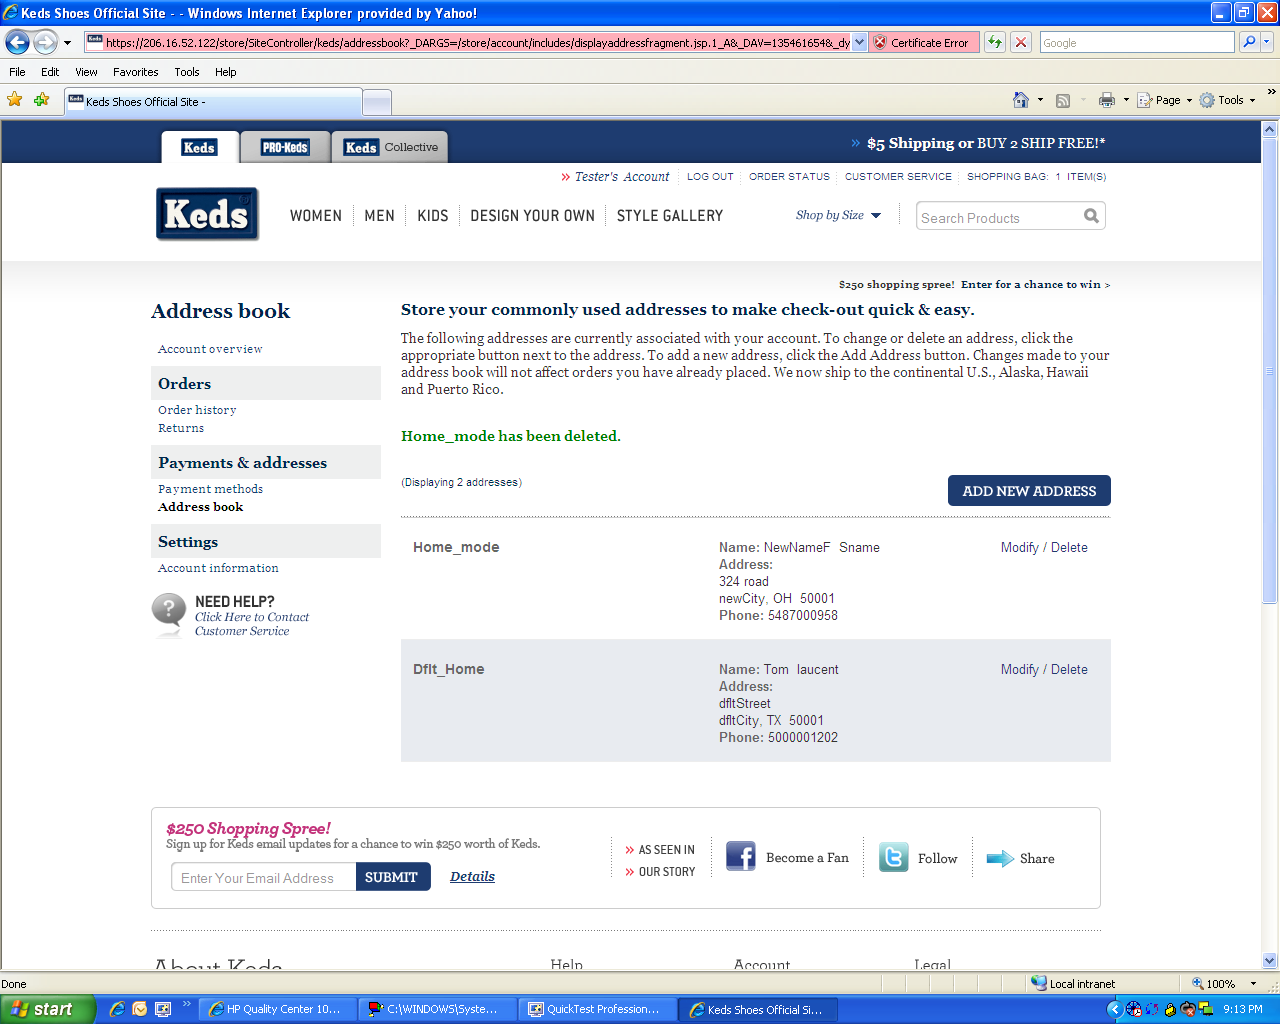 Keds Shoes Official Site - - Windows Internet Explorer provided by Yahoo!
https://206.16.52.122/store/SiteController/keds/addressbook?_DARGS=/store/account/includes/displayaddressfragment.jsp.1_A&_DAV=135461654&_dy
Certificate Error
Google
File Edit View Favorites Tools Help
Keds Shoes Official Site -
Page Tools
Keds PRO-Keds Keds Collective
» $5 Shipping or BUY 2 SHIP FREE!*
» Tester's Account LOG OUT ORDER STATUS CUSTOMER SERVICE SHOPPING BAG: 1 ITEM(S)
Keds
WOMEN MEN KIDS DESIGN YOUR OWN STYLE GALLERY
Shop by Size
Search Products
$250 shopping spree! Enter for a chance to win >
Address book
Account overview
Orders
Order history
Returns
Payments & addresses
Payment methods
Address book
Settings
Account information
NEED HELP?
Click Here to Contact
Customer Service
Store your commonly used addresses to make check-out quick & easy.
The following addresses are currently associated with your account. To change or delete an address, click the
appropriate button next to the address. To add a new address, click the Add Address button. Changes made to your
address book will not affect orders you have already placed. We now ship to the continental U.S., Alaska, Hawaii
and Puerto Rico.
Home_mode has been deleted.
(Displaying 2 addresses)
ADD NEW ADDRESS
Home_mode
Name: NewNameF Sname
Address:
324 road
newCity, OH 50001
Phone: 5487000958
Modify / Delete
Dflt_Home
Name: Tom laucent
Address:
dfltStreet
dfltCity, TX 50001
Phone: 5000001202
Modify / Delete
$250 Shopping Spree!
Sign up for Keds email updates for a chance to win $250 worth of Keds.
Enter Your Email Address
SUBMIT
Details
» AS SEEN IN
» OUR STORY
Become a Fan
Follow
Share
About Keds Help Account Legal
Done
Local intranet
100%
start
HP Quality Center 10...
C:\WINDOWS\Syste...
QuickTest Profession...
Keds Shoes Official Si...
9:13 PM